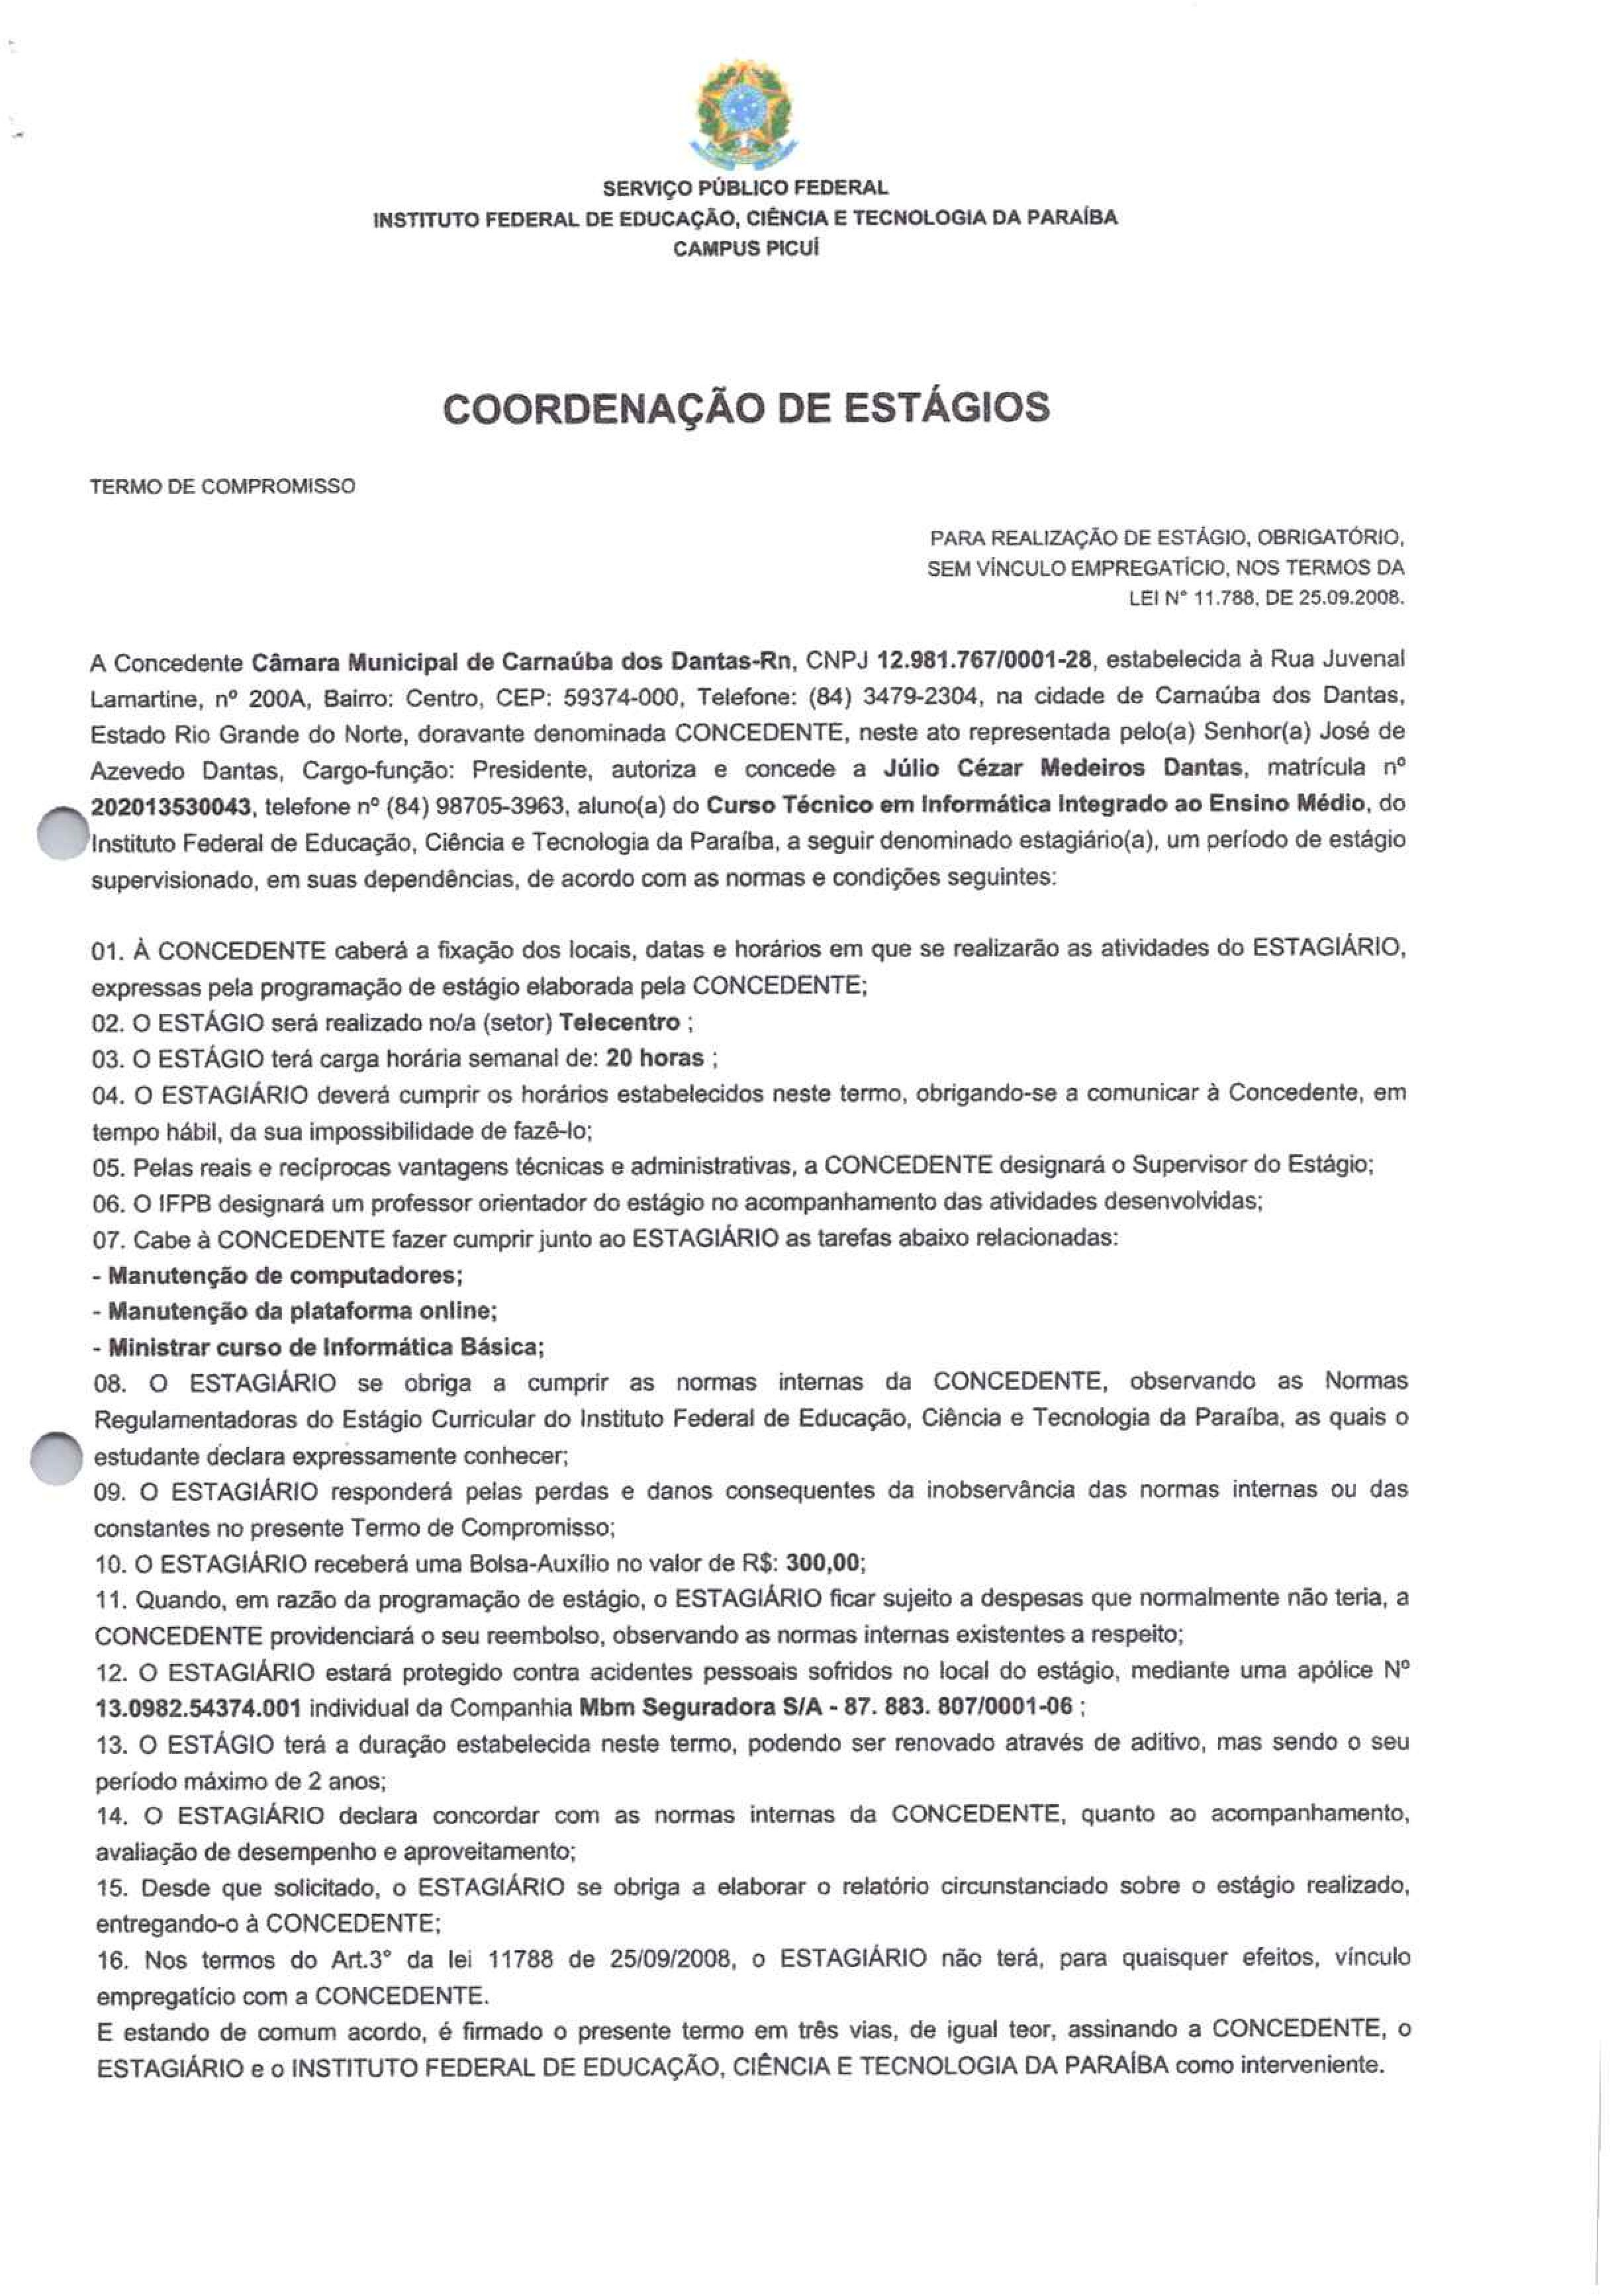 SERVIÇO PÚBLICO FEDERAL
INSTITUTO FEDERAL DE EDUCAÇÃO, CIÊNCIA E TECNOLOGIA DA PARAÍBA
CAMPUS PICUÍ
COORDENAÇÃO DE ESTÁGIOS
TERMO DE COMPROMISSO
PARA REALIZAÇÃO DE ESTÁGIO, OBRIGATÓRIO,
SEM VÍNCULO EMPREGATÍCIO, NOS TERMOS DA
LEI N° 11.788, DE 25.09.2008.
A Concedente Câmara Municipal de Carnaúba dos Dantas-Rn, CNPJ 12.981.767/0001-28, estabelecida à Rua Juvenal
Lamartine, nº 200A, Bairro: Centro, CEP: 59374-000, Telefone: (84) 3479-2304, na cidade de Carnaúba dos Dantas,
Estado Rio Grande do Norte, doravante denominada CONCEDENTE, neste ato representada pelo(a) Senhor(a) José de
Azevedo Dantas, Cargo-função: Presidente, autoriza e concede a Júlio Cézar Medeiros Dantas, matrícula nº
202013530043, telefone nº (84) 98705-3963, aluno(a) do Curso Técnico em Informática Integrado ao Ensino Médio, do
Instituto Federal de Educação, Ciência e Tecnologia da Paraíba, a seguir denominado estagiário(a), um período de estágio
supervisionado, em suas dependências, de acordo com as normas e condições seguintes:
01. À CONCEDENTE caberá a fixação dos locais, datas e horários em que se realizarão as atividades do ESTAGIÁRIO,
expressas pela programação de estágio elaborada pela CONCEDENTE;
02. O ESTÁGIO será realizado no/a (setor) Telecentro ;
03. O ESTÁGIO terá carga horária semanal de: 20 horas ;
04. O ESTAGIÁRIO deverá cumprir os horários estabelecidos neste termo, obrigando-se a comunicar à Concedente, em
tempo hábil, da sua impossibilidade de fazê-lo;
05. Pelas reais e recíprocas vantagens técnicas e administrativas, a CONCEDENTE designará o Supervisor do Estágio;
06. O IFPB designará um professor orientador do estágio no acompanhamento das atividades desenvolvidas;
07. Cabe à CONCEDENTE fazer cumprir junto ao ESTAGIÁRIO as tarefas abaixo relacionadas:
- Manutenção de computadores;
- Manutenção da plataforma online;
- Ministrar curso de Informática Básica;
08. O ESTAGIÁRIO se obriga a cumprir as normas internas da CONCEDENTE, observando as Normas
Regulamentadoras do Estágio Curricular do Instituto Federal de Educação, Ciência e Tecnologia da Paraíba, as quais o
estudante declara expressamente conhecer;
09. O ESTAGIÁRIO responderá pelas perdas e danos consequentes da inobservância das normas internas ou das
constantes no presente Termo de Compromisso;
10. O ESTAGIÁRIO receberá uma Bolsa-Auxílio no valor de R$: 300,00;
11. Quando, em razão da programação de estágio, o ESTAGIÁRIO ficar sujeito a despesas que normalmente não teria, a
CONCEDENTE providenciará o seu reembolso, observando as normas internas existentes a respeito;
12. O ESTAGIÁRIO estará protegido contra acidentes pessoais sofridos no local do estágio, mediante uma apólice Nº
13.0982.54374.001 individual da Companhia Mbm Seguradora S/A - 87. 883. 807/0001-06 ;
13. O ESTÁGIO terá a duração estabelecida neste termo, podendo ser renovado através de aditivo, mas sendo o seu
período máximo de 2 anos;
14. O ESTAGIÁRIO declara concordar com as normas internas da CONCEDENTE, quanto ao acompanhamento,
avaliação de desempenho e aproveitamento;
15. Desde que solicitado, o ESTAGIÁRIO se obriga a elaborar o relatório circunstanciado sobre o estágio realizado,
entregando-o à CONCEDENTE;
16. Nos termos do Art.3° da lei 11788 de 25/09/2008, o ESTAGIÁRIO não terá, para quaisquer efeitos, vínculo
empregatício com a CONCEDENTE.
E estando de comum acordo, é firmado o presente termo em três vias, de igual teor, assinando a CONCEDENTE, o
ESTAGIÁRIO e o INSTITUTO FEDERAL DE EDUCAÇÃO, CIÊNCIA E TECNOLOGIA DA PARAÍBA como interveniente.